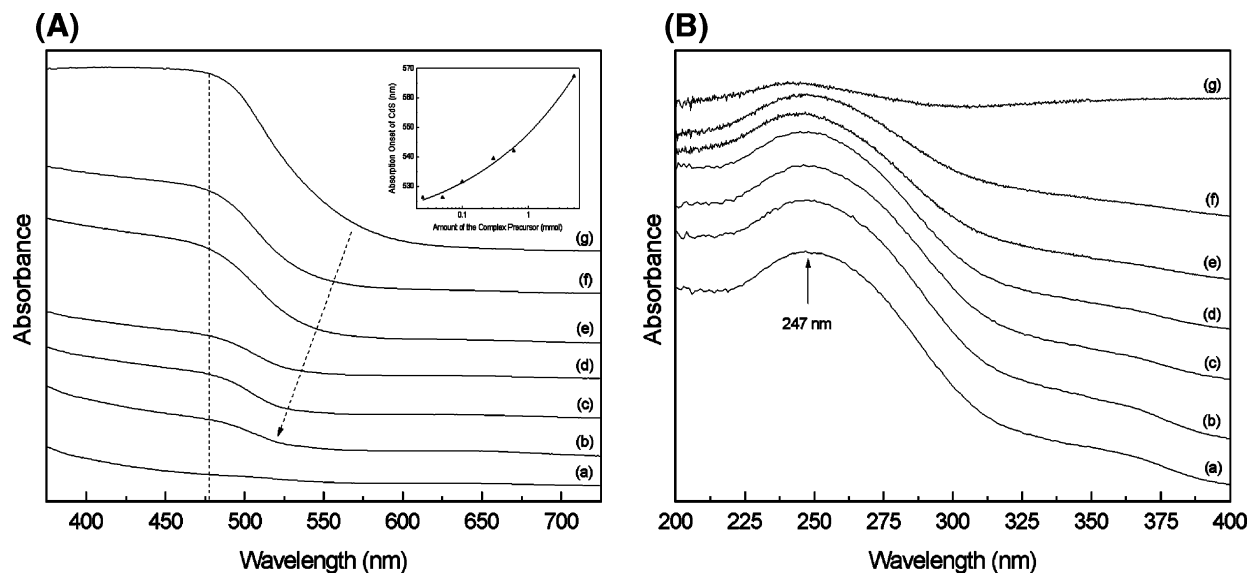 (A)
Absorbance
570
560
550
540
530
Absorption Onset of CdS (nm)
0.1 1
Amount of the Complex Precursor (mmol)
(g)
(f)
(e)
(d)
(c)
(b)
(a)
400 450 500 550 600 650 700
Wavelength (nm)
(B)
Absorbance
(g)
(f)
(e)
(d)
(c)
(b)
(a)
247 nm
200 225 250 275 300 325 350 375 400
Wavelength (nm)